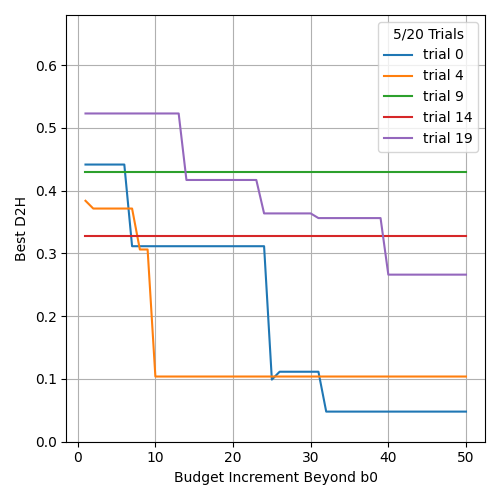 5/20 Trials
trial 0
trial 4
trial 9
trial 14
trial 19
Best D2H
0.6
0.5
0.4
0.3
0.2
0.1
0.0
0 10 20 30 40 50
Budget Increment Beyond b0